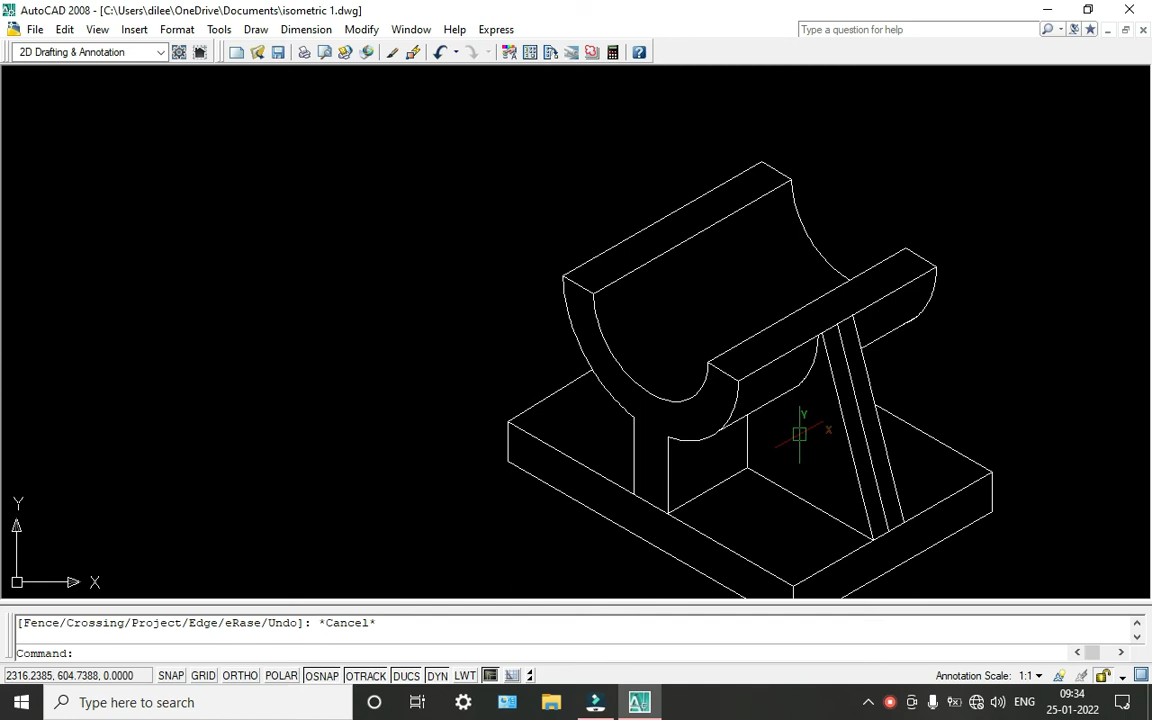 AutoCAD 2008 - [C:\Users\dilee\OneDrive\Documents\isometric 1.dwg]
File Edit View Insert Format Tools Draw Dimension Modify Window Help Express
Type a question for help
2D Drafting & Annotation
Y
X
Y
X
[Fence/Crossing/Project/Edge/eRase/Undo]: *Cancel*
Command:
2316.2385, 604.7388, 0.0000 SNAP GRID ORTHO POLAR OSNAP OTRACK DUCS DYN LWT Annotation Scale: 1:1
Type here to search
ENG
09:34
25-01-2022